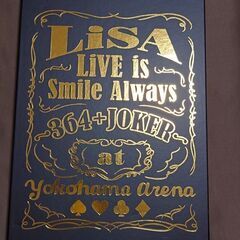 LiSA
LiVE is
Smile Always
364+JOKER
at
Yokohama Arena